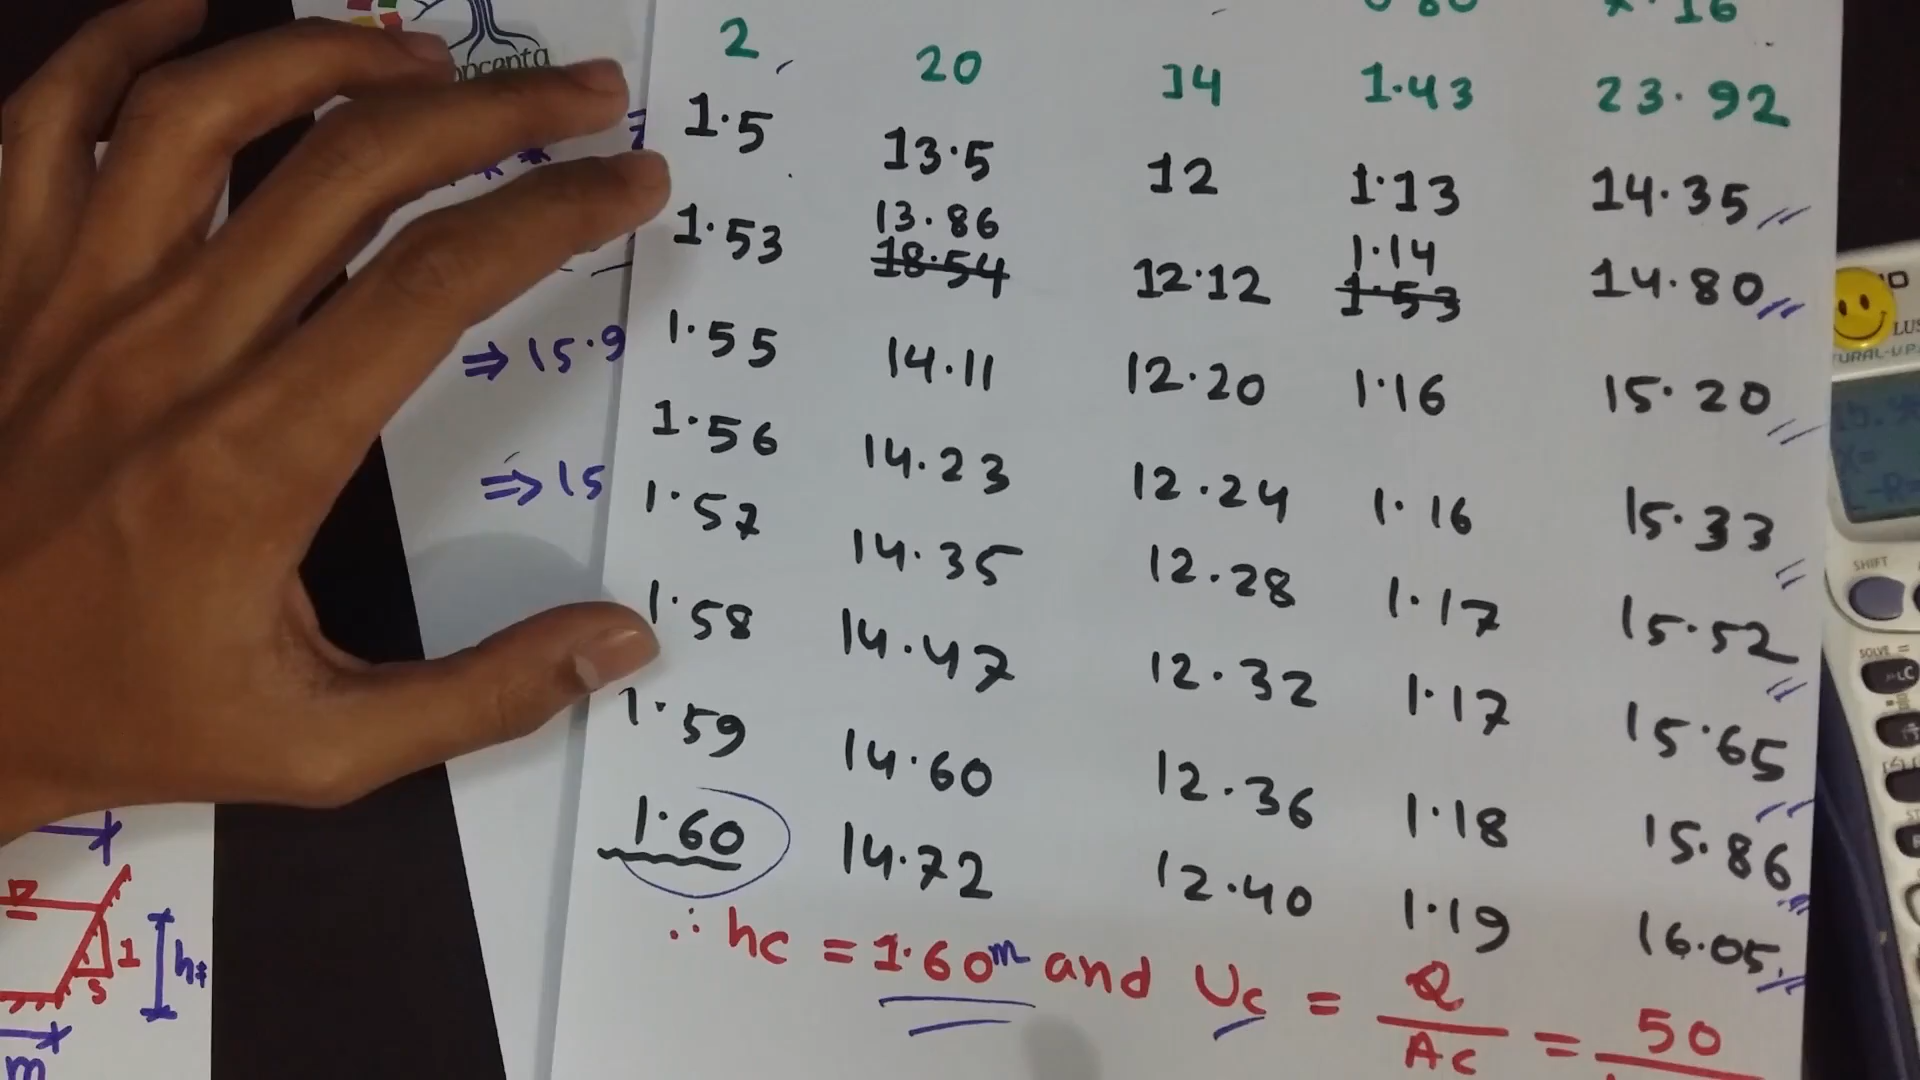 2 20 14 1.43 23.92
1.5 13.5 12 1.13 14.35
13.86 1.14
1.53 18.54 12.12 1.53 14.80
⇒ 15.9
1.55 14.11 12.20 1.16 15.20
1.56 14.23 12.24 1.16 15.33
⇒ 15
1.57 14.35 12.28 1.17 15.52
1.58 14.47 12.32 1.17 15.65
1.59 14.60 12.36 1.18 15.86
1.60 14.72 12.40 1.19 16.05
∴ hc = 1.60m and Uc = Q/Ac = 50
1
s
m
SHIFT
SOLVE =